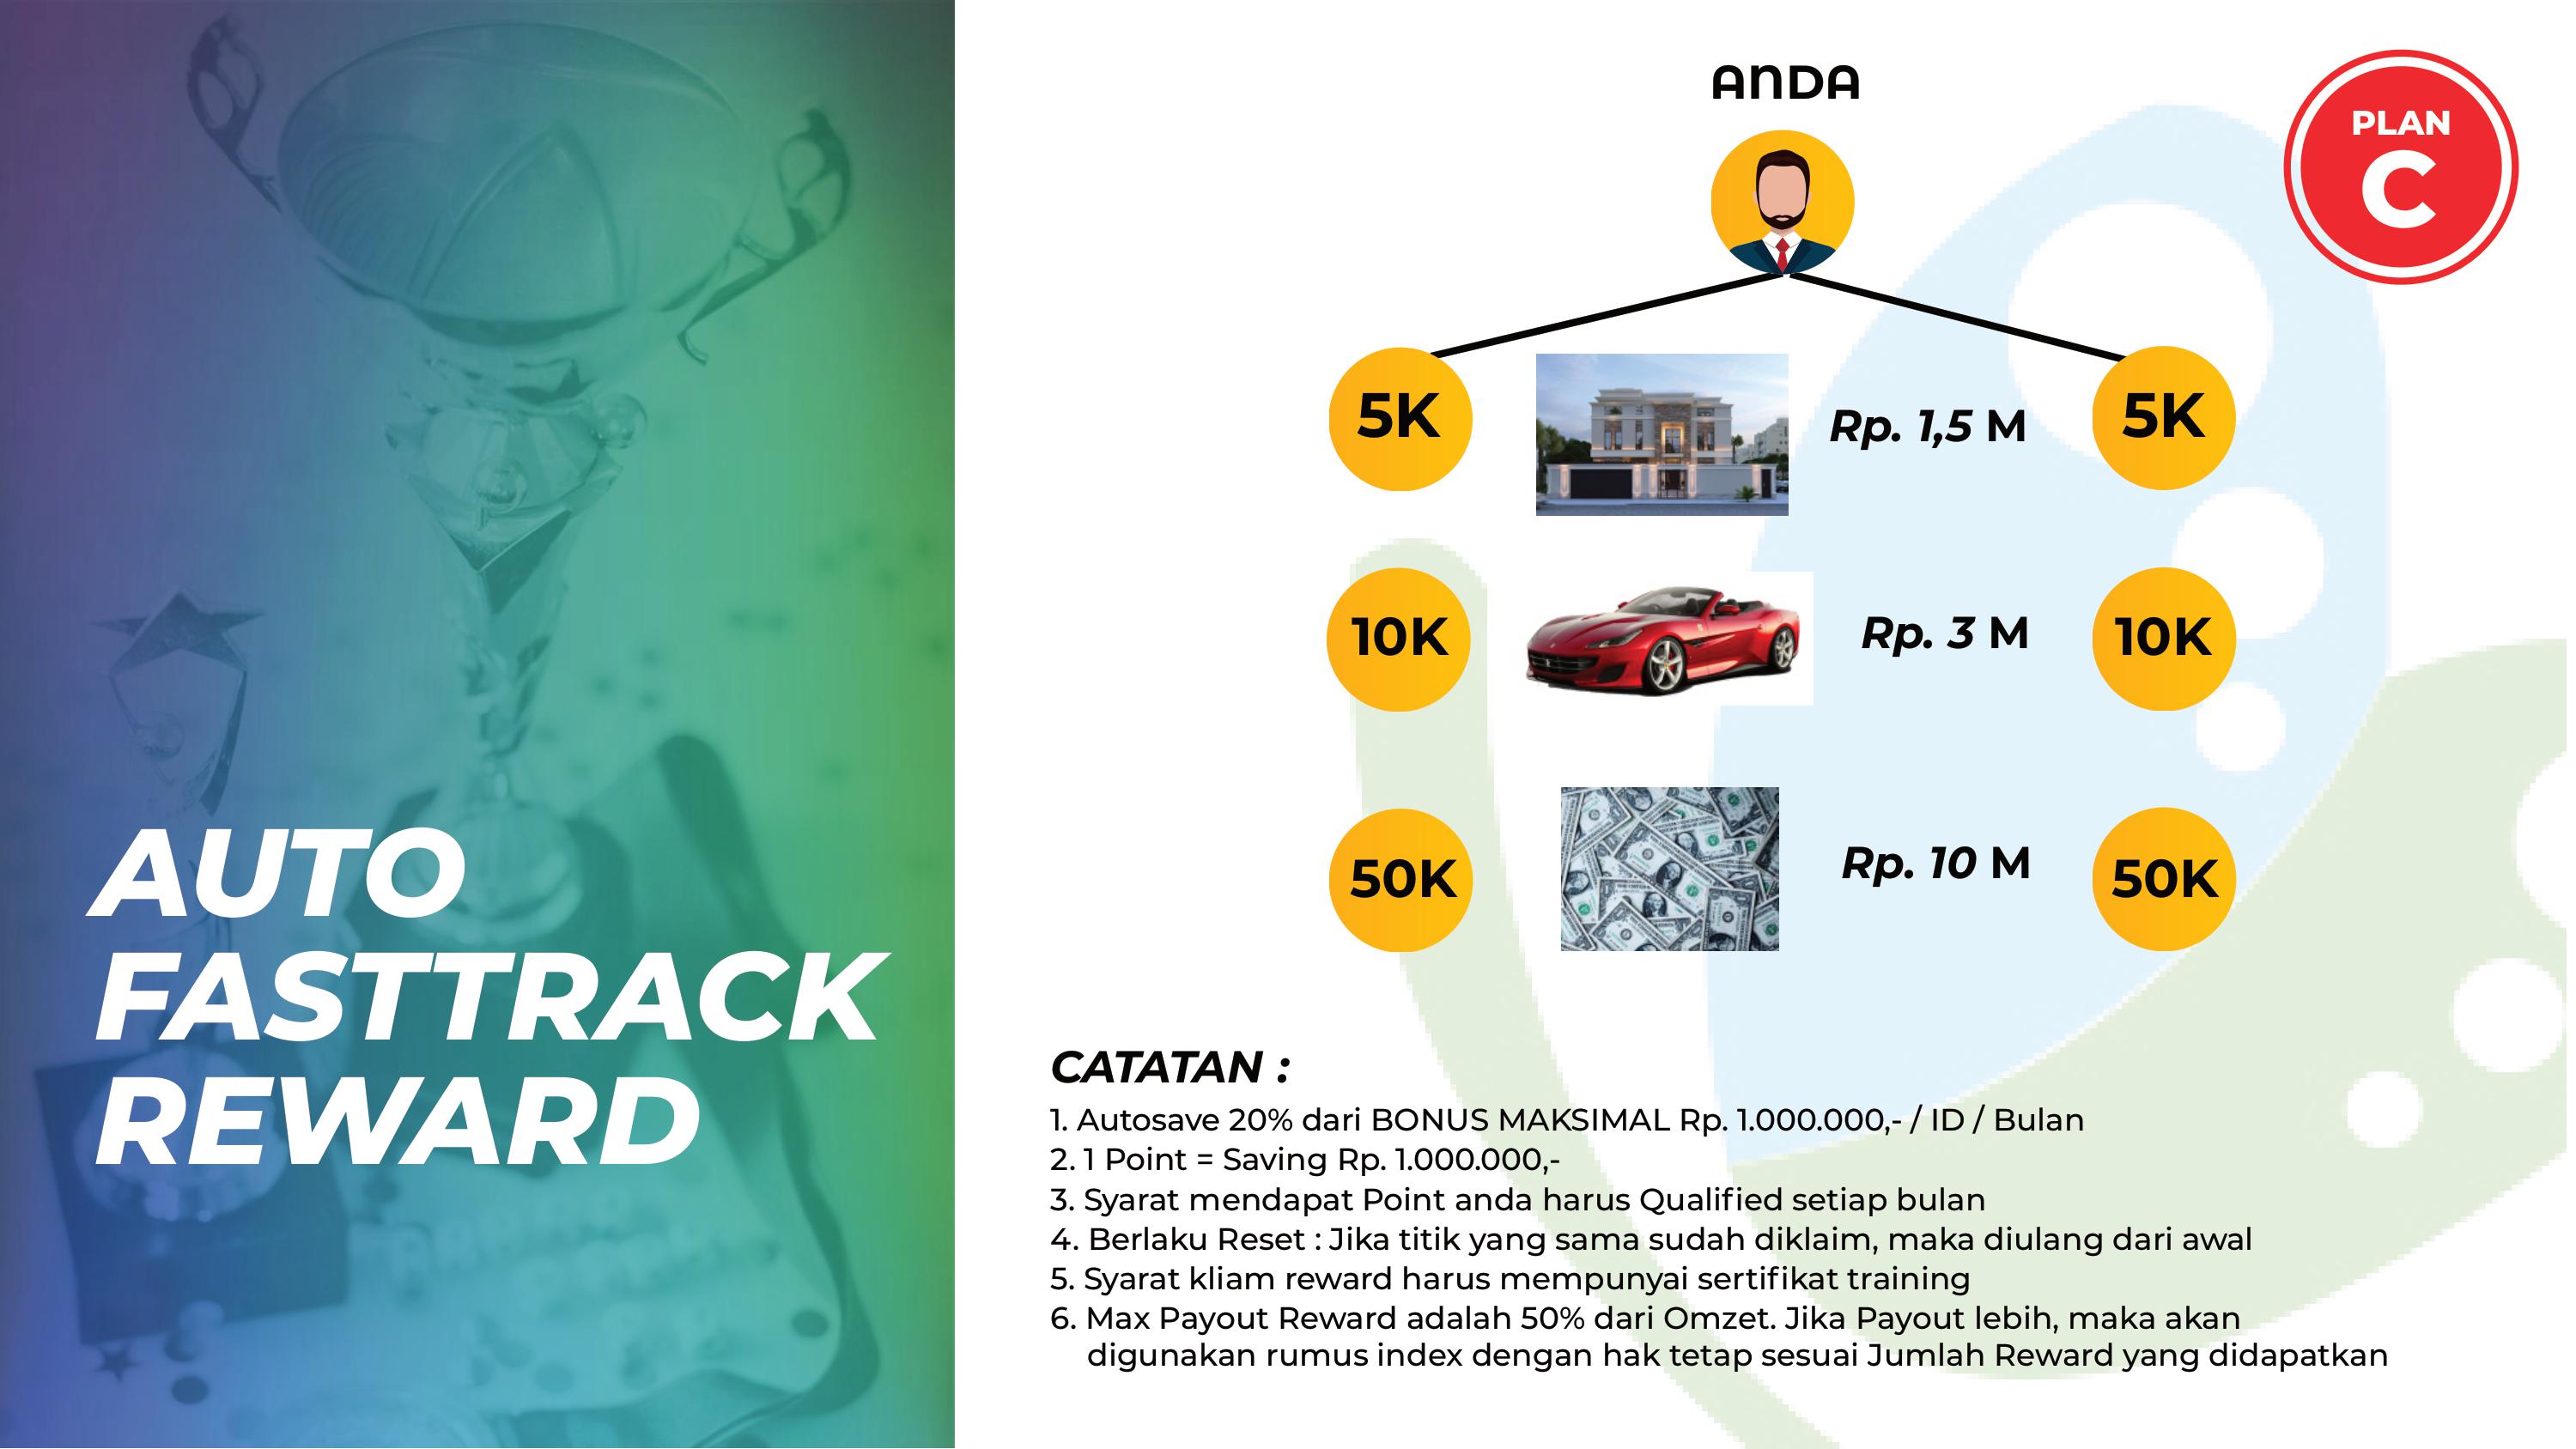 AUTO
FASTTRACK
REWARD
ANDA
PLAN
C
5K
Rp. 1,5 M
5K
10K
Rp. 3 M
10K
50K
Rp. 10 M
50K
CATATAN :
1. Autosave 20% dari BONUS MAKSIMAL Rp. 1.000.000,- / ID / Bulan
2. 1 Point = Saving Rp. 1.000.000,-
3. Syarat mendapat Point anda harus Qualified setiap bulan
4. Berlaku Reset : Jika titik yang sama sudah diklaim, maka diulang dari awal
5. Syarat kliam reward harus mempunyai sertifikat training
6. Max Payout Reward adalah 50% dari Omzet. Jika Payout lebih, maka akan
digunakan rumus index dengan hak tetap sesuai Jumlah Reward yang didapatkan